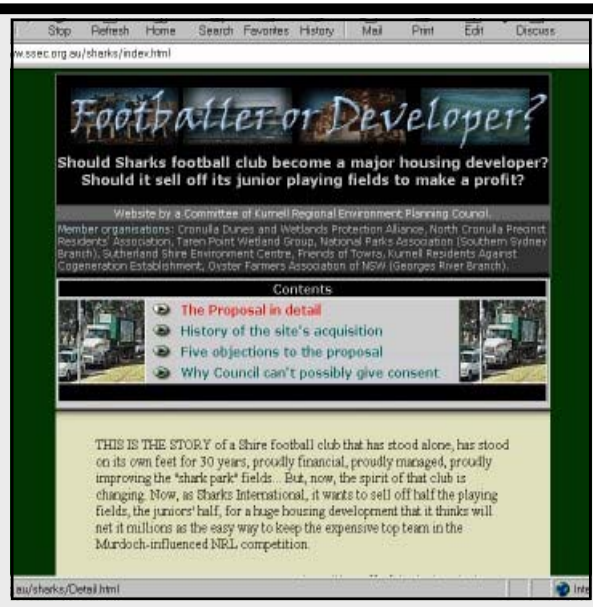 Stop Refresh Home Search Favorites History Mail Print Edit Discuss
w.ssec.org.au/sharks/index.html
Footballer or Developer?
Should Sharks football club become a major housing developer?
Should it sell off its junior playing fields to make a profit?
Website by a Committee of Kurnell Regional Environment Planning Council.
Member organisations: Cronulla Dunes and Wetlands Protection Alliance, North Cronulla Precinct
Residents' Association, Taren Point Wetland Group, National Parks Association (Southern Sydney
Branch), Sutherland Shire Environment Centre, Friends of Towra, Kurnell Residents Against
Cogeneration Establishment, Oyster Farmers Association of NSW (Georges River Branch).
Contents
The Proposal in detail
History of the site's acquisition
Five objections to the proposal
Why Council can't possibly give consent
THIS IS THE STORY of a Shire football club that has stood alone, has stood
on its own feet for 30 years, proudly financial, proudly managed, proudly
improving the "shark park" fields... But, now, the spirit of that club is
changing. Now, as Sharks International, it wants to sell off half the playing
fields, the juniors' half, for a huge housing development that it thinks will
net it millions as the easy way to keep the expensive top team in the
Murdoch-influenced NRL competition.
au/sharks/Detail.html Inte